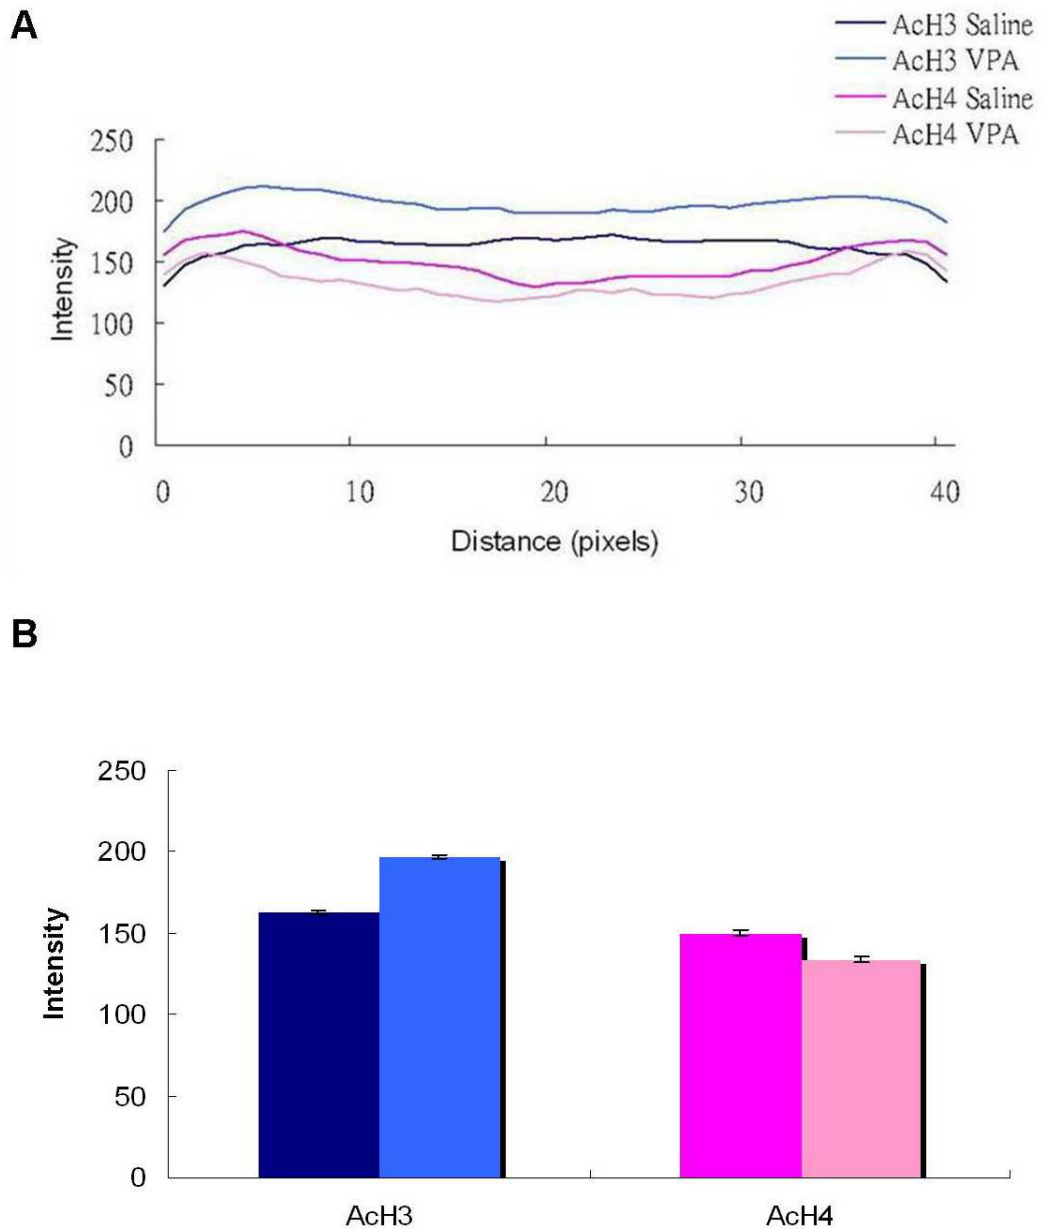 A
AcH3 Saline
AcH3 VPA
AcH4 Saline
AcH4 VPA
250
200
150
100
50
0
Intensity
0 10 20 30 40
Distance (pixels)
B
250
200
150
100
50
0
Intensity
AcH3 AcH4